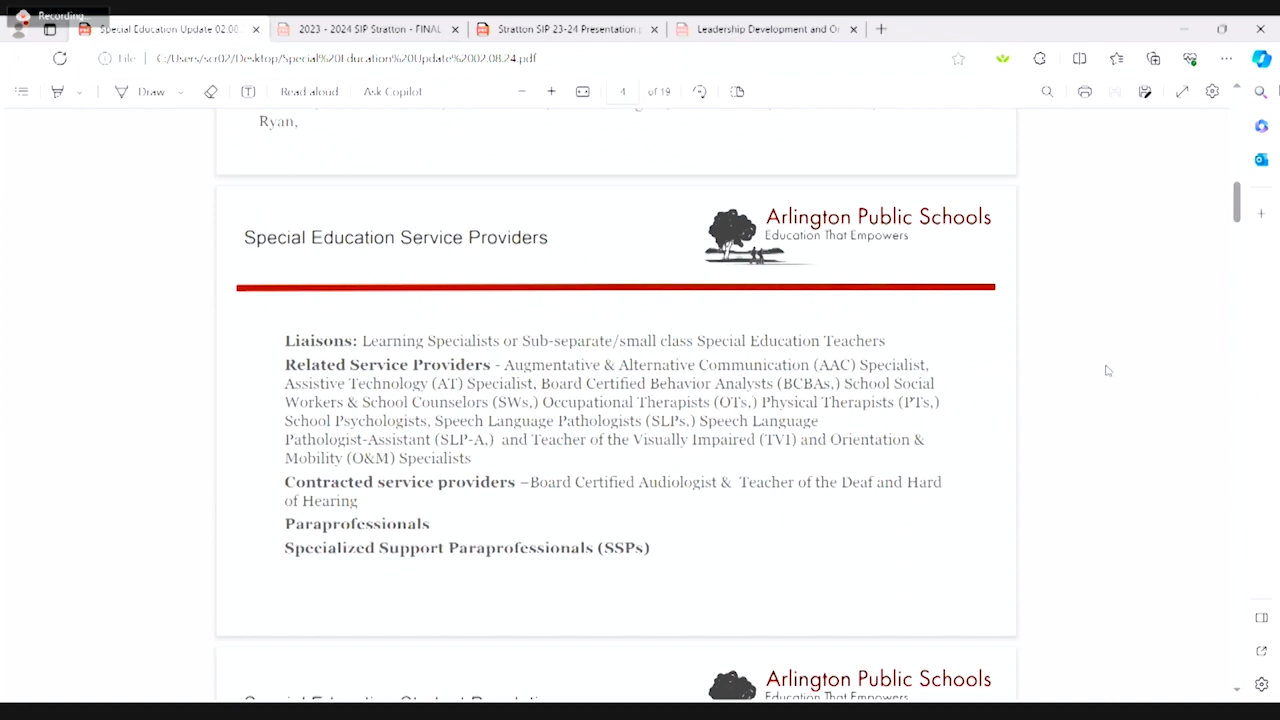 Recording...
Special Education Update 02.08...
2023 - 2024 SIP Stratton - FINAL
Stratton SIP 23-24 Presentation
Leadership Development and Or
File
C:/Users/scr02/Desktop/Special%20Education%20Update%2002.08.24.pdf
Draw
Read aloud
Ask Copilot
4
of 19
Ryan,
Special Education Service Providers
Arlington Public Schools
Education That Empowers
Liaisons: Learning Specialists or Sub-separate/small class Special Education Teachers
Related Service Providers - Augmentative & Alternative Communication (AAC) Specialist,
Assistive Technology (AT) Specialist, Board Certified Behavior Analysts (BCBAs,) School Social
Workers & School Counselors (SWs,) Occupational Therapists (OTs,) Physical Therapists (PTs,)
School Psychologists, Speech Language Pathologists (SLPs,) Speech Language
Pathologist-Assistant (SLP-A,) and Teacher of the Visually Impaired (TVI) and Orientation &
Mobility (O&M) Specialists
Contracted service providers –Board Certified Audiologist & Teacher of the Deaf and Hard
of Hearing
Paraprofessionals
Specialized Support Paraprofessionals (SSPs)
Arlington Public Schools
Education That Empowers